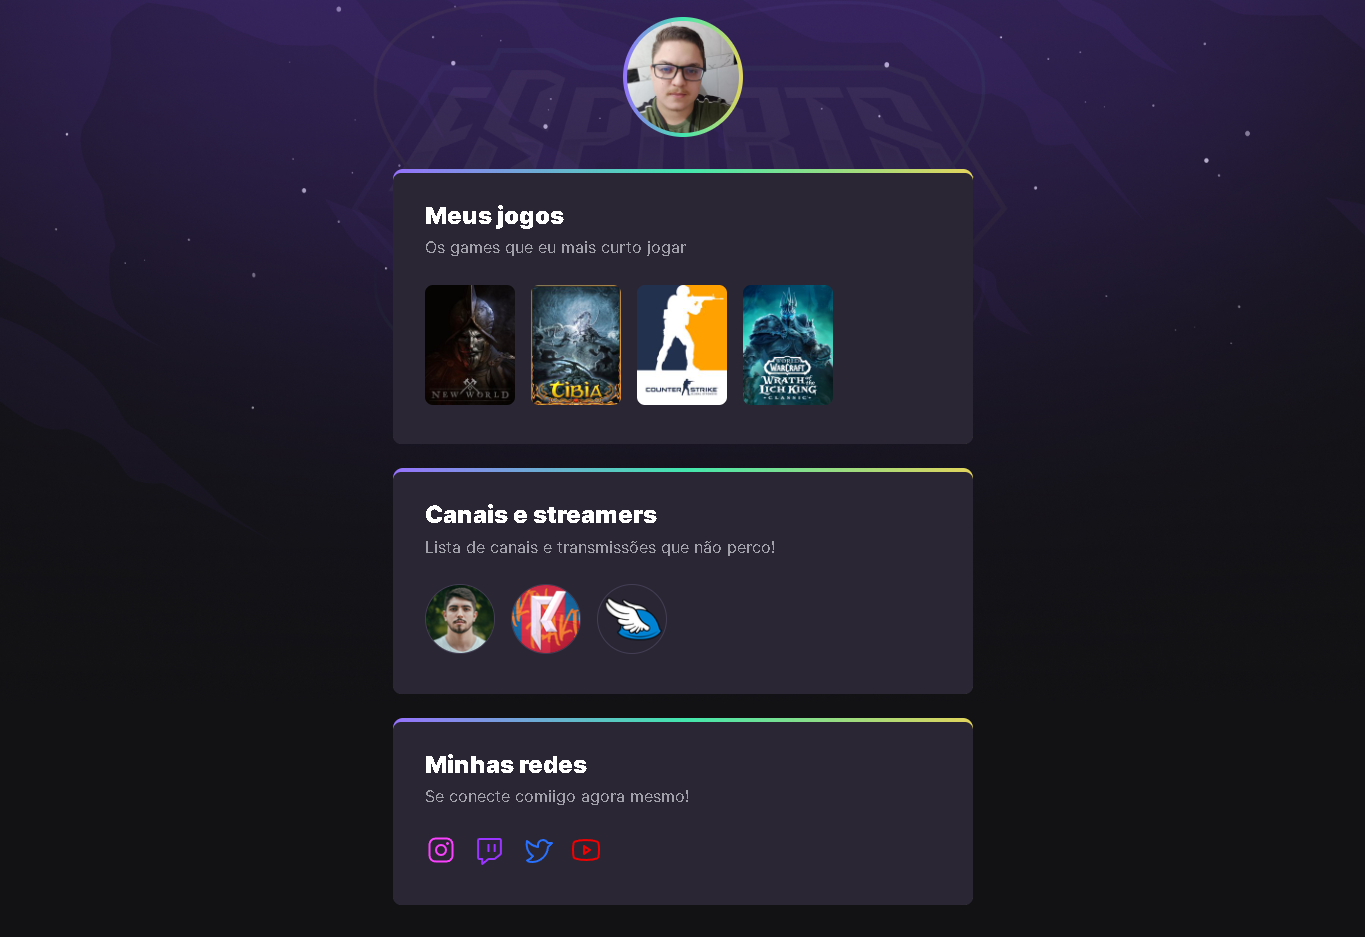 ESPORTS
Meus jogos
Os games que eu mais curto jogar
NEW WORLD
TIBIA
COUNTER STRIKE
WORLD
WARCRAFT
WRATH of the
LICH KING
CLASSIC
Canais e streamers
Lista de canais e transmissões que não perco!
Minhas redes
Se conecte comiigo agora mesmo!